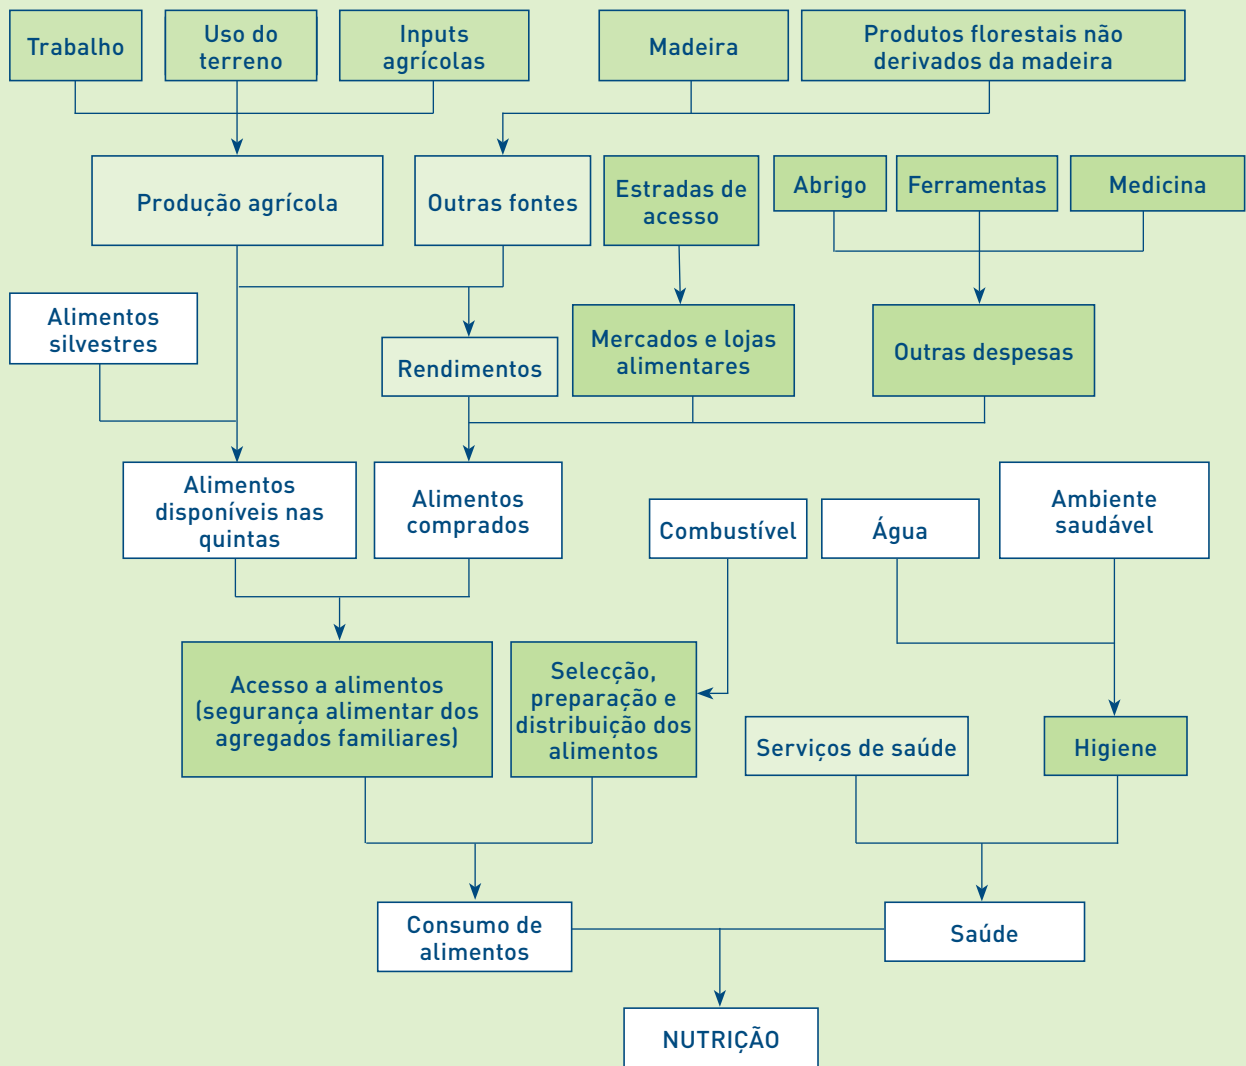 Trabalho
Uso do
terreno
Inputs
agrícolas
Madeira
Produtos florestais não
derivados da madeira
Produção agrícola
Outras fontes
Estradas de
acesso
Abrigo
Ferramentas
Medicina
Alimentos
silvestres
Rendimentos
Mercados e lojas
alimentares
Outras despesas
Alimentos
disponíveis nas
quintas
Alimentos
comprados
Combustível
Água
Ambiente
saudável
Acesso a alimentos
(segurança alimentar dos
agregados familiares)
Selecção,
preparação e
distribuição dos
alimentos
Serviços de saúde
Higiene
Consumo de
alimentos
Saúde
NUTRIÇÃO